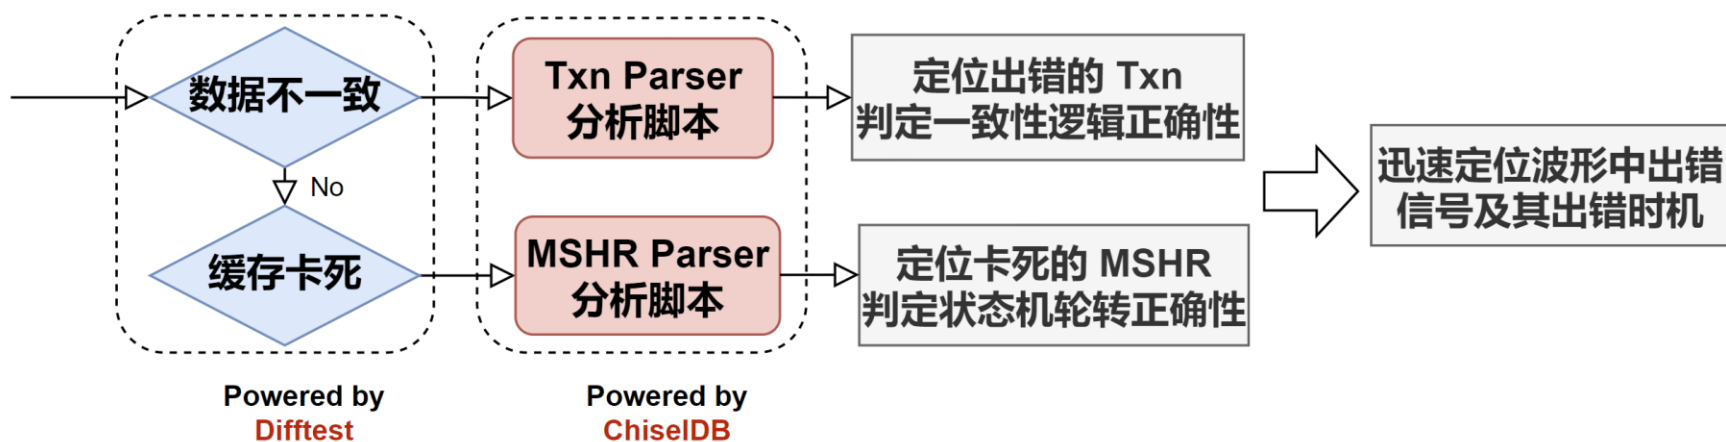 数据不一致
No
缓存卡死
Powered by
Difftest
Txn Parser
分析脚本
MSHR Parser
分析脚本
Powered by
ChiselDB
定位出错的 Txn
判定一致性逻辑正确性
定位卡死的 MSHR
判定状态机轮转正确性
迅速定位波形中出错
信号及其出错时机